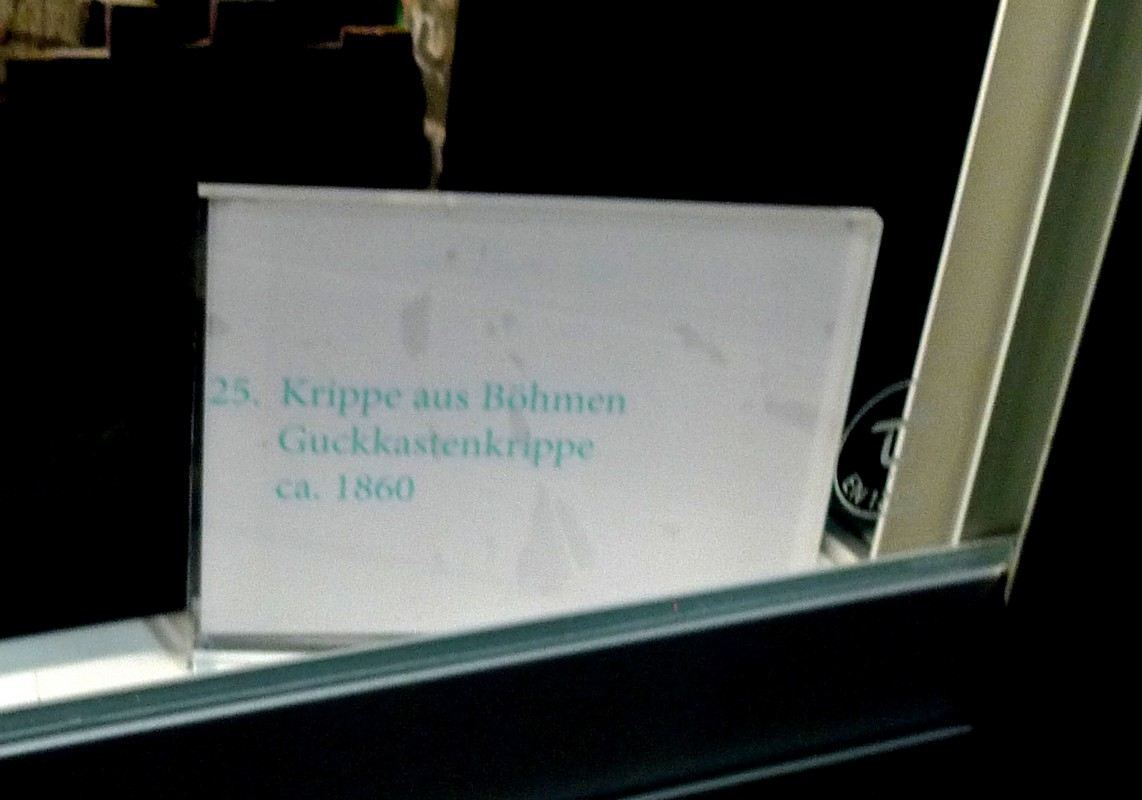 25. Krippe aus Böhmen
Guckkastenkrippe
ca. 1860